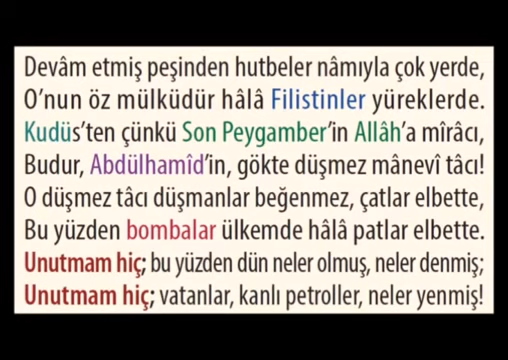 Devâm etmiş peşinden hutbeler nâmıyla çok yerde,
O’nun öz mülküdür hâlâ Filistinler yüreklerde.
Kudüs’ten çünkü Son Peygamber’in Allâh’a mîrâcı,
Budur, Abdülhamîd’in, gökte düşmez mânevî tâcı!
O düşmez tâcı düşmanlar beğenmez, çatlar elbette,
Bu yüzden bombalar ülkemde hâlâ patlar elbette.
Unutmam hiç; bu yüzden dün neler olmuş, neler denmiş;
Unutmam hiç; vatanlar, kanlı petroller, neler yenmiş!